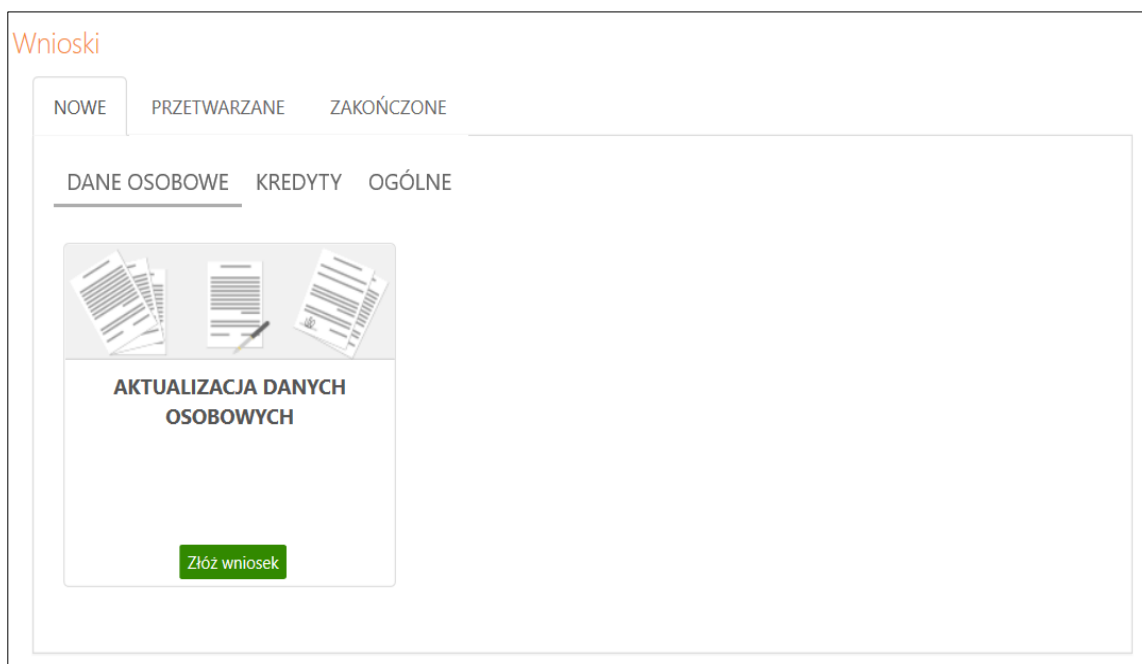 Wnioski
NOWE PRZETWARZANE ZAKOŃCZONE
DANE OSOBOWE KREDYTY OGÓLNE
AKTUALIZACJA DANYCH
OSOBOWYCH
Złóż wniosek